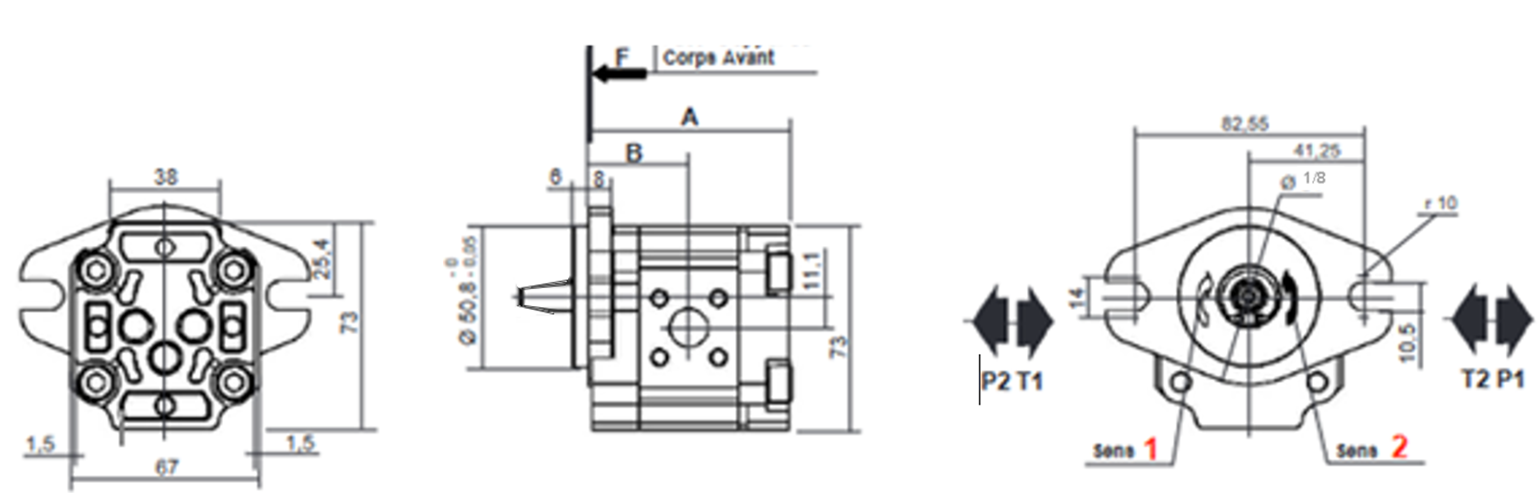 38
25,4
73
1,5
1,5
67
F
Corps Avant
A
B
6
8
Ø 50,8 - 0 - 0,05
11,1
73
82,55
41,25
Ø 1/8
r 10
14
10,5
P2 T1
T2 P1
Sens 1
Sens 2